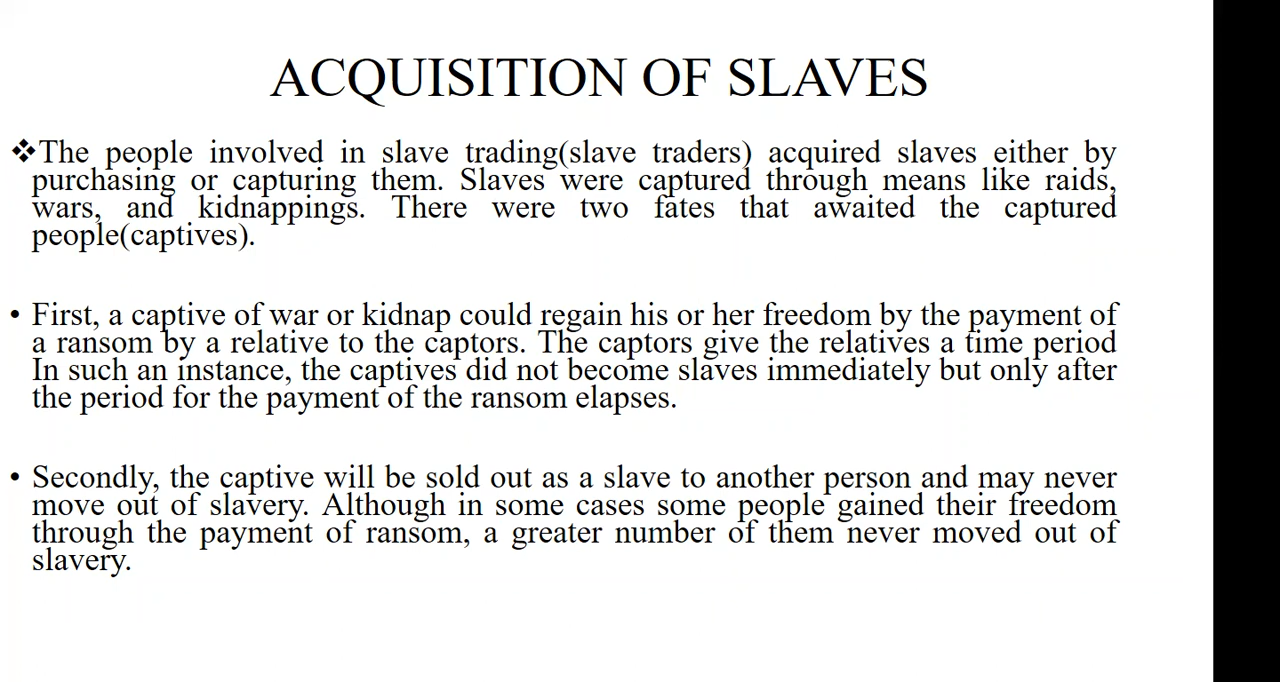 ACQUISITION OF SLAVES
❖The people involved in slave trading(slave traders) acquired slaves either by
purchasing or capturing them. Slaves were captured through means like raids,
wars, and kidnappings. There were two fates that awaited the captured
people(captives).
• First, a captive of war or kidnap could regain his or her freedom by the payment of
a ransom by a relative to the captors. The captors give the relatives a time period
In such an instance, the captives did not become slaves immediately but only after
the period for the payment of the ransom elapses.
• Secondly, the captive will be sold out as a slave to another person and may never
move out of slavery. Although in some cases some people gained their freedom
through the payment of ransom, a greater number of them never moved out of
slavery.